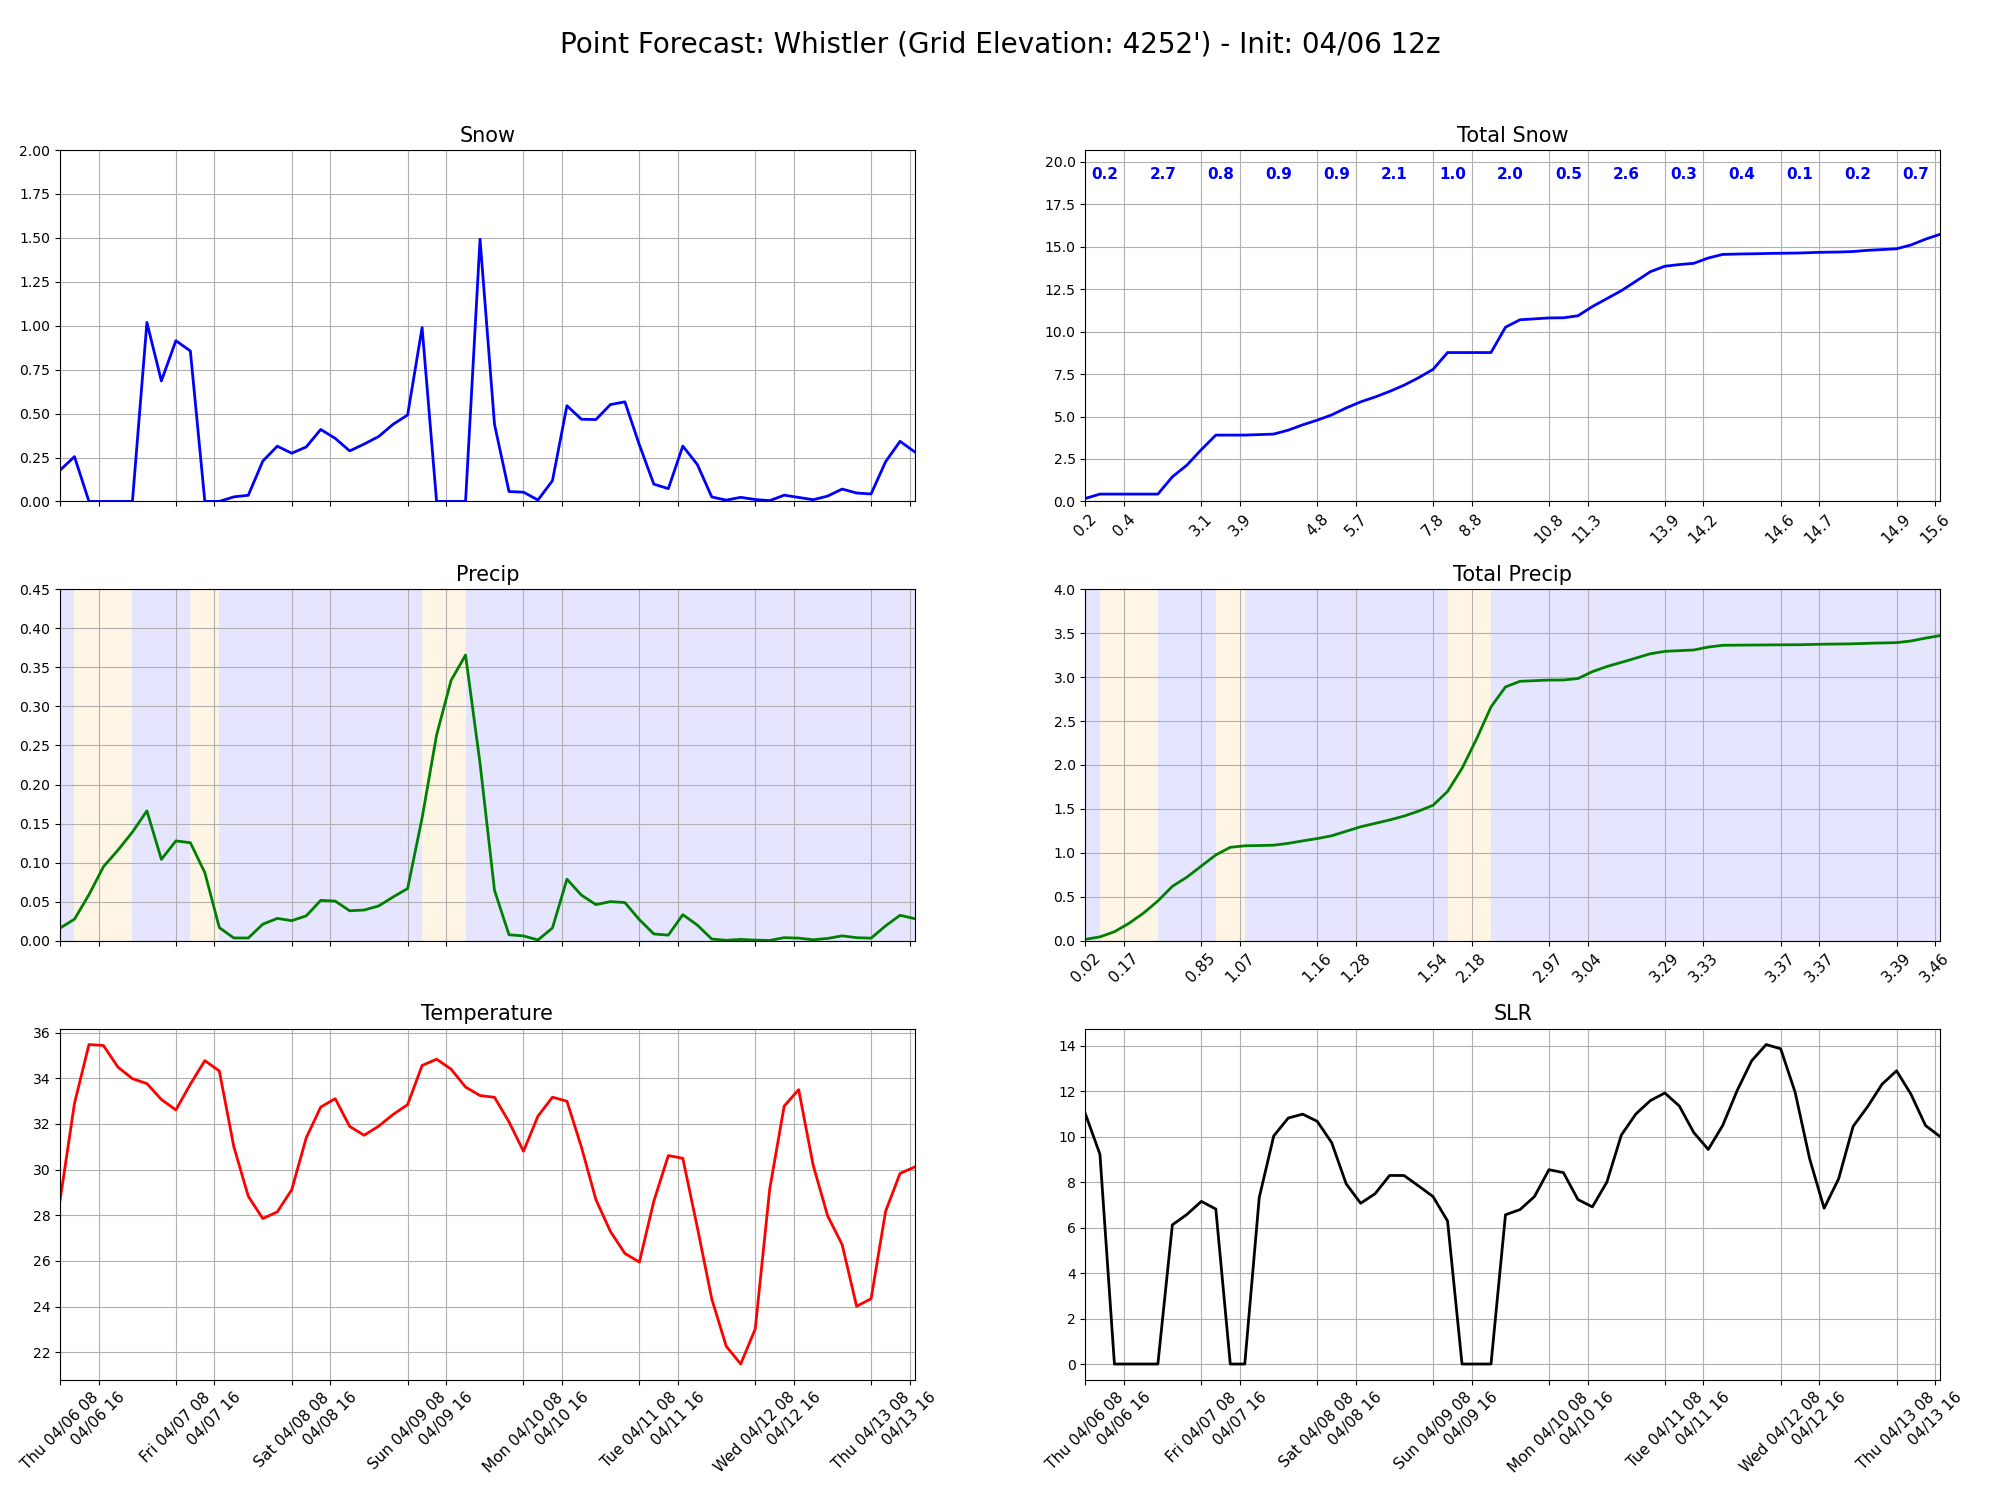 Point Forecast: Whistler (Grid Elevation: 4252') - Init: 04/06 12z
Snow
2.00
1.75
1.50
1.25
1.00
0.75
0.50
0.25
0.00
Total Snow
20.0
17.5
15.0
12.5
10.0
7.5
5.0
2.5
0.0
0.2 2.7 0.8 0.9 0.9 2.1 1.0 2.0 0.5 2.6 0.3 0.4 0.1 0.2 0.7
0.2 0.4 3.1 3.9 4.8 5.7 7.8 8.8 10.8 11.3 13.9 14.2 14.6 14.7 14.9 15.6
Precip
0.45
0.40
0.35
0.30
0.25
0.20
0.15
0.10
0.05
0.00
Total Precip
4.0
3.5
3.0
2.5
2.0
1.5
1.0
0.5
0.0
0.02 0.17 0.85 1.07 1.16 1.28 1.54 2.18 2.97 3.04 3.29 3.33 3.37 3.37 3.39 3.46
Temperature
36
34
32
30
28
26
24
22
Thu 04/06 08
04/06 16
Fri 04/07 08
04/07 16
Sat 04/08 08
04/08 16
Sun 04/09 08
04/09 16
Mon 04/10 08
04/10 16
Tue 04/11 08
04/11 16
Wed 04/12 08
04/12 16
Thu 04/13 08
04/13 16
SLR
14
12
10
8
6
4
2
0
Thu 04/06 08
04/06 16
Fri 04/07 08
04/07 16
Sat 04/08 08
04/08 16
Sun 04/09 08
04/09 16
Mon 04/10 08
04/10 16
Tue 04/11 08
04/11 16
Wed 04/12 08
04/12 16
Thu 04/13 08
04/13 16